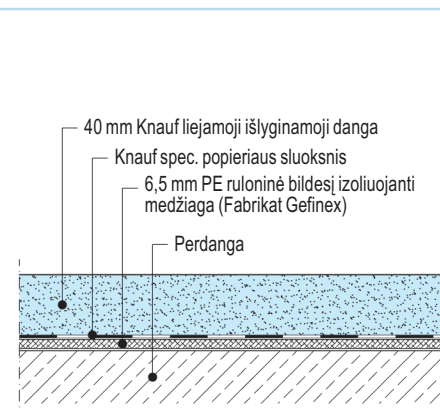 40 mm Knauf liejamoji išlyginamoji danga
Knauf spec. popieriaus sluoksnis
6,5 mm PE ruloninė bildesį izoliuojanti
medžiaga (Fabrikat Gefinex)
Perdanga